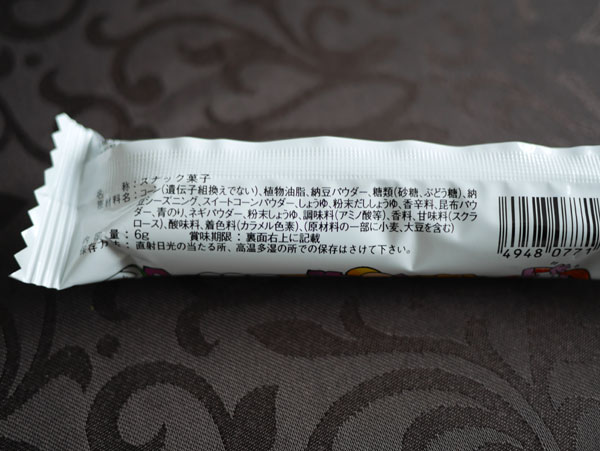 称:スナック菓子
コーン(遺伝子組換えでない)、植物油脂、納豆パウダー、糖類(砂糖、ぶどう糖)、納
シーズニング、スイートコーンパウダー、しょうゆ、粉末だししょうゆ、香辛料、昆布パウ
ダー、青のり、ネギパウダー、粉末しょうゆ、調味料(アミノ酸等)、香料、甘味料(スクラ
ロース)、酸味料、着色料(カラメル色素)、(原材料の一部に小麦、大豆を含む)
量:6g 賞味期限:裏面右上に記載
方法:直射日光の当たる所、高温多湿の所での保存はさけて下さい。
4948 0771